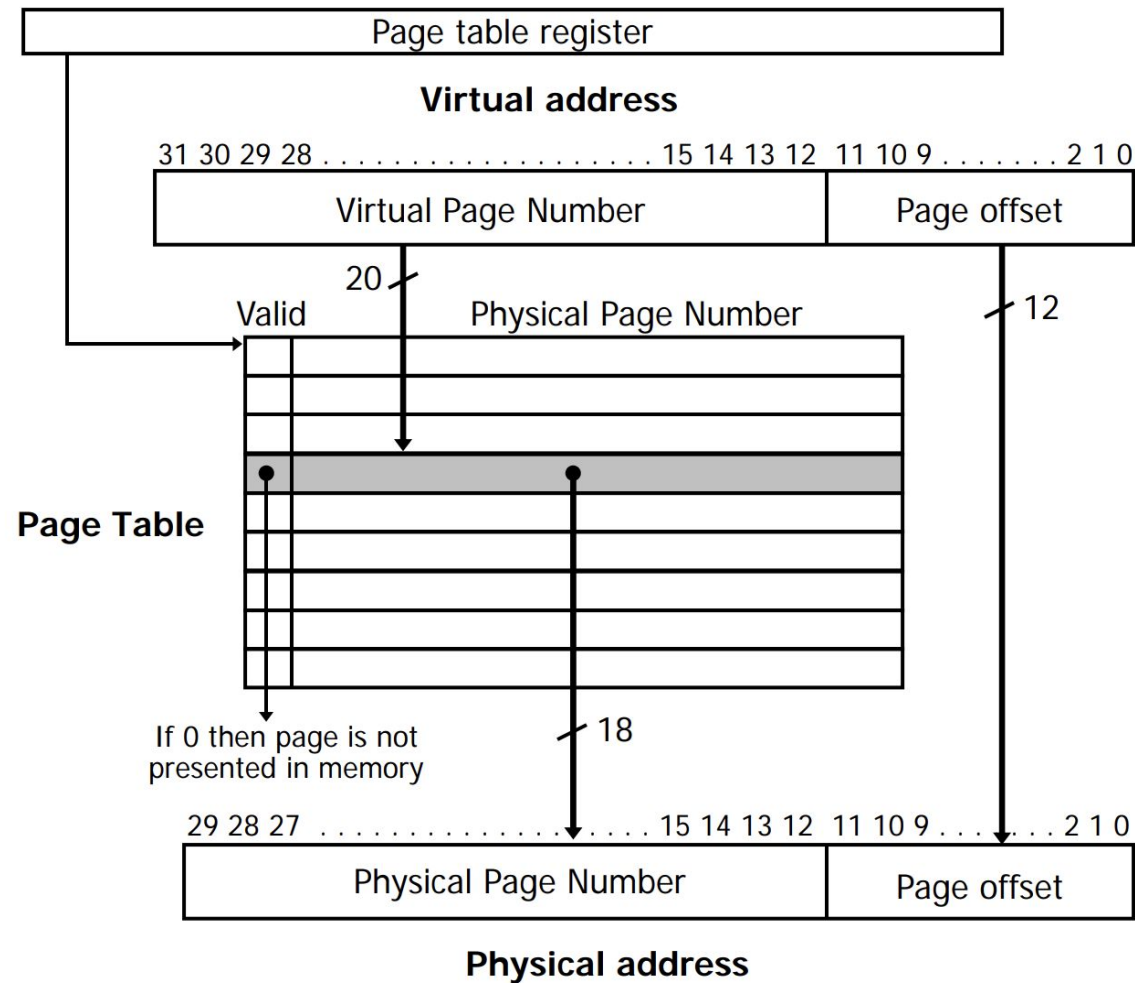 Page table register
Virtual address
31 30 29 28 . . . . . . . . . . . . . . . . . . . 15 14 13 12 11 10 9 . . . . . . . 2 1 0
Virtual Page Number Page offset
20
12
Valid Physical Page Number
Page Table
18
If 0 then page is not
presented in memory
29 28 27 . . . . . . . . . . . . . . . . . . . 15 14 13 12 11 10 9 . . . . . . . 2 1 0
Physical Page Number Page offset
Physical address